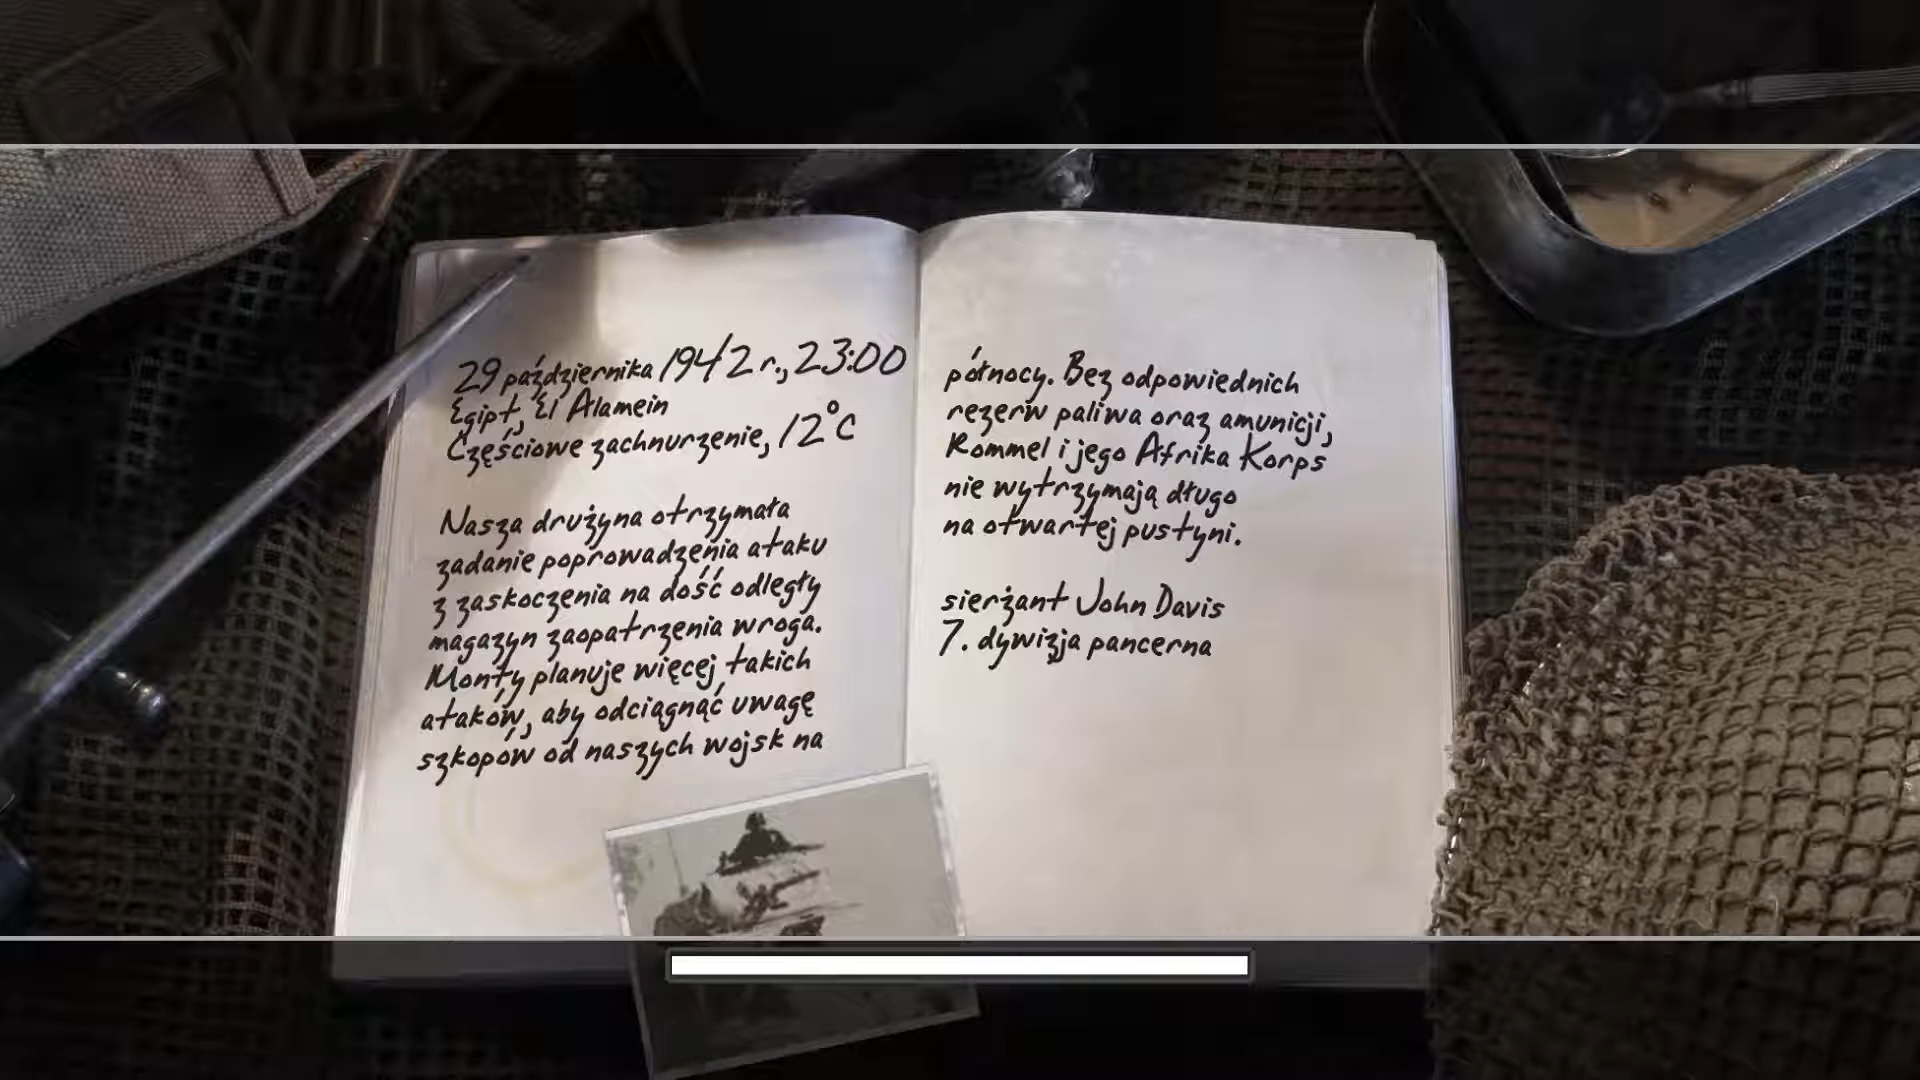 29 października 1942 r., 23:00
Egipt, El Alamein
Częściowe zachnurzenie, 12°C
Nasza drużyna otrzymała
zadanie poprowadzenia ataku
z zaskoczenia na dość odległy
magazyn zaopatrzenia wroga.
Monty planuje więcej takich
ataków, aby odciągnąć uwagę
szkopów od naszych wojsk na
północy. Bez odpowiednich
rezerw paliwa oraz amunicji,
Rommel i jego Afrika Korps
nie wytrzymają długo
na otwartej pustyni.
sierżant John Davis
7. dywizja pancerna